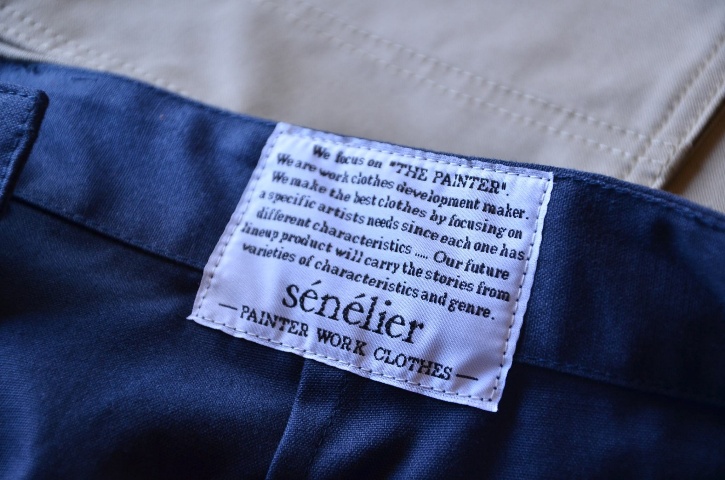 We focus on "THE PAINTER"
We are work clothes development maker.
We make the best clothes by focusing on
a specific artists needs since each one has
different characteristics ..... Our future
lineup product will carry the stories from
varieties of characteristics and genre.
sénélier
— PAINTER WORK CLOTHES —